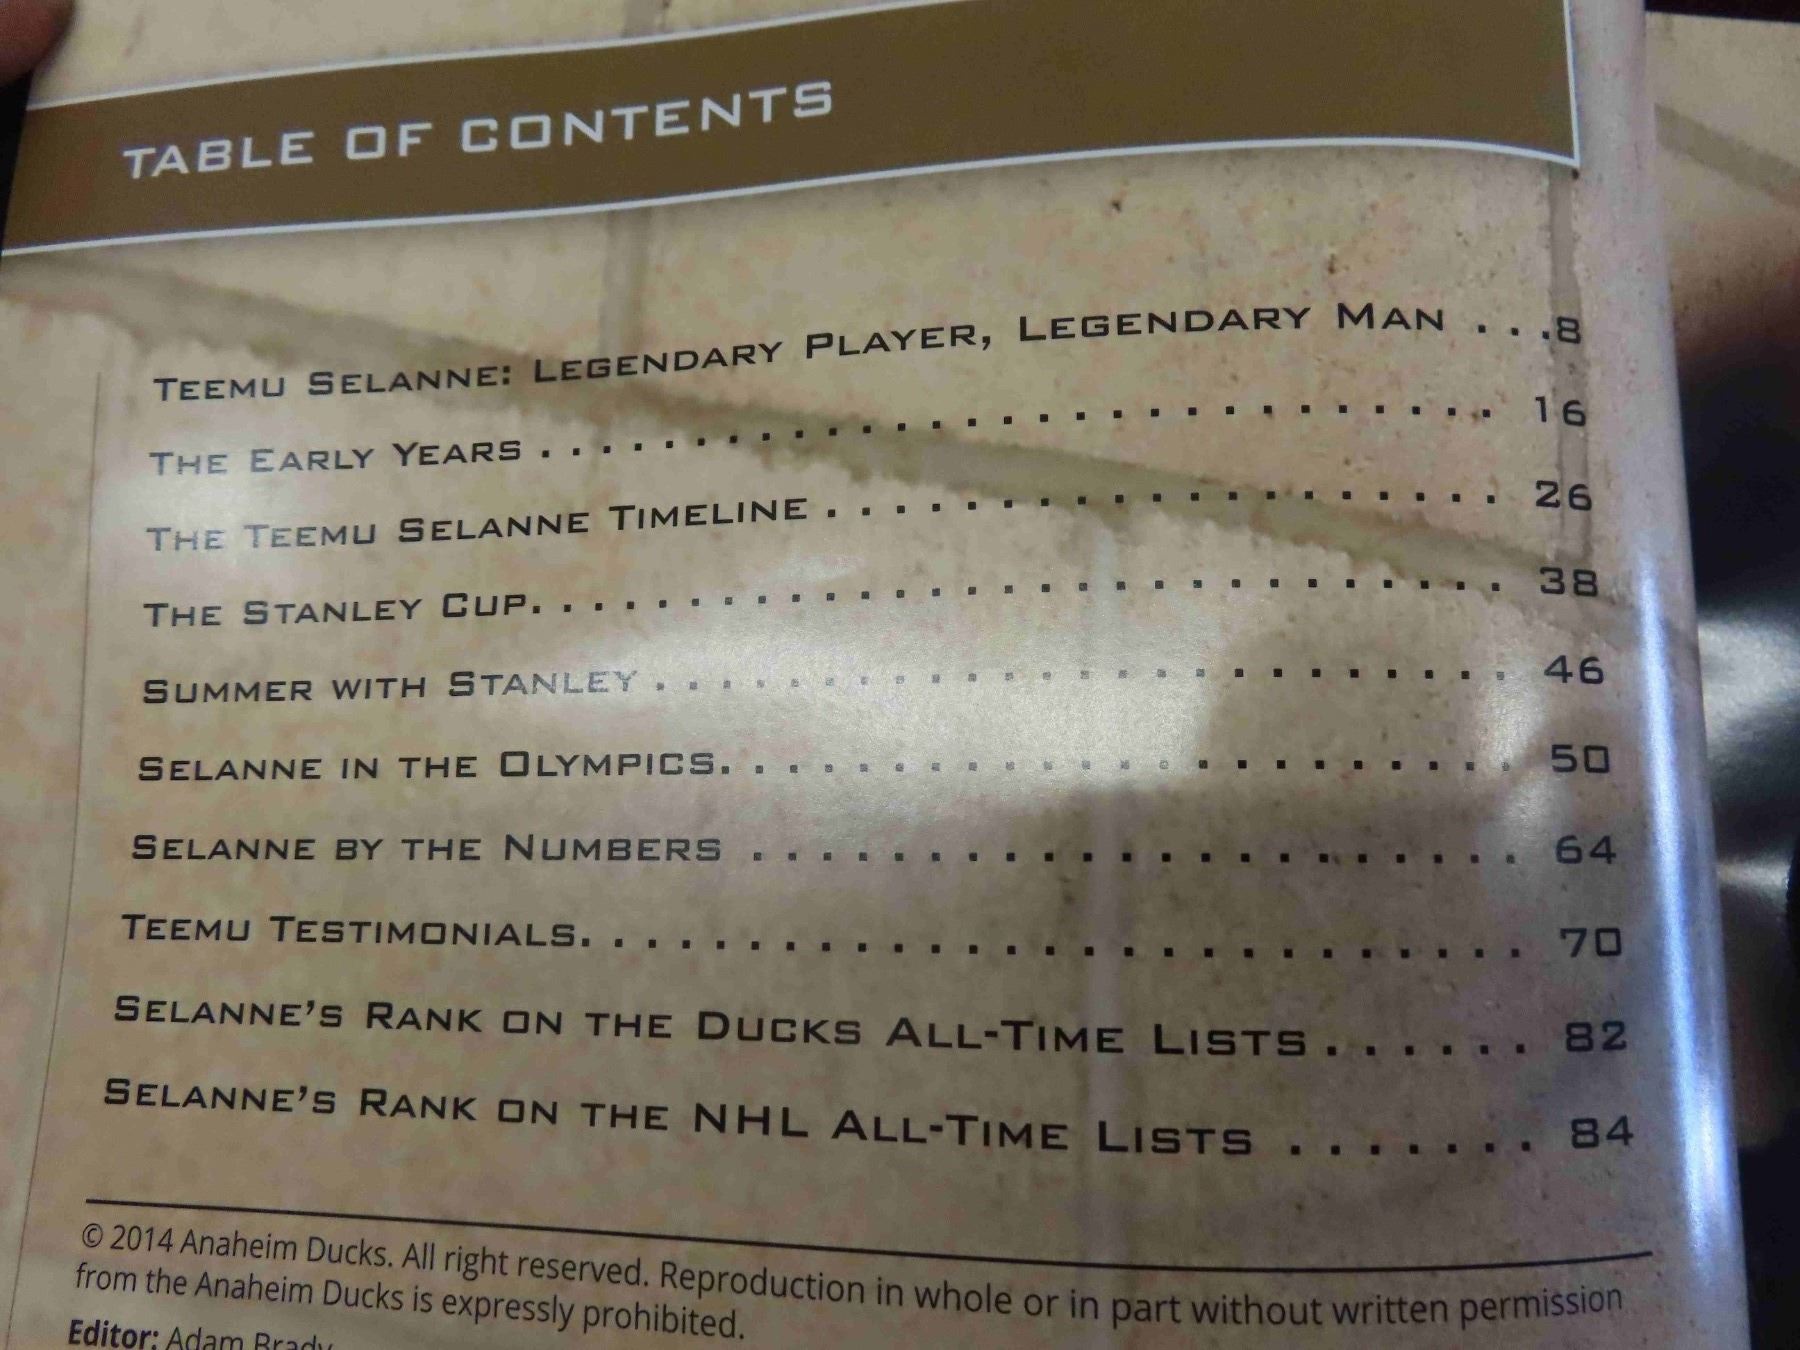 TABLE OF CONTENTS
TEEMU SELANNE: LEGENDARY PLAYER, LEGENDARY MAN . . .8
THE EARLY YEARS . . . . . . . . . . . . . . . . . . . . . . . . . . . . 16
THE TEEMU SELANNE TIMELINE . . . . . . . . . . . . . . . . . . . . 26
THE STANLEY CUP. . . . . . . . . . . . . . . . . . . . . . . . . . . . 38
SUMMER WITH STANLEY . . . . . . . . . . . . . . . . . . . . . . . . 46
SELANNE IN THE OLYMPICS. . . . . . . . . . . . . . . . . . . . . . . 50
SELANNE BY THE NUMBERS . . . . . . . . . . . . . . . . . . . . . . 64
TEEMU TESTIMONIALS. . . . . . . . . . . . . . . . . . . . . . . . . . . 70
SELANNE'S RANK ON THE DUCKS ALL-TIME LISTS . . . . . . 82
SELANNE'S RANK ON THE NHL ALL-TIME LISTS . . . . . . . 84
© 2014 Anaheim Ducks. All right reserved. Reproduction in whole or in part without written permission
from the Anaheim Ducks is expressly prohibited.
Editor: Adam Brady